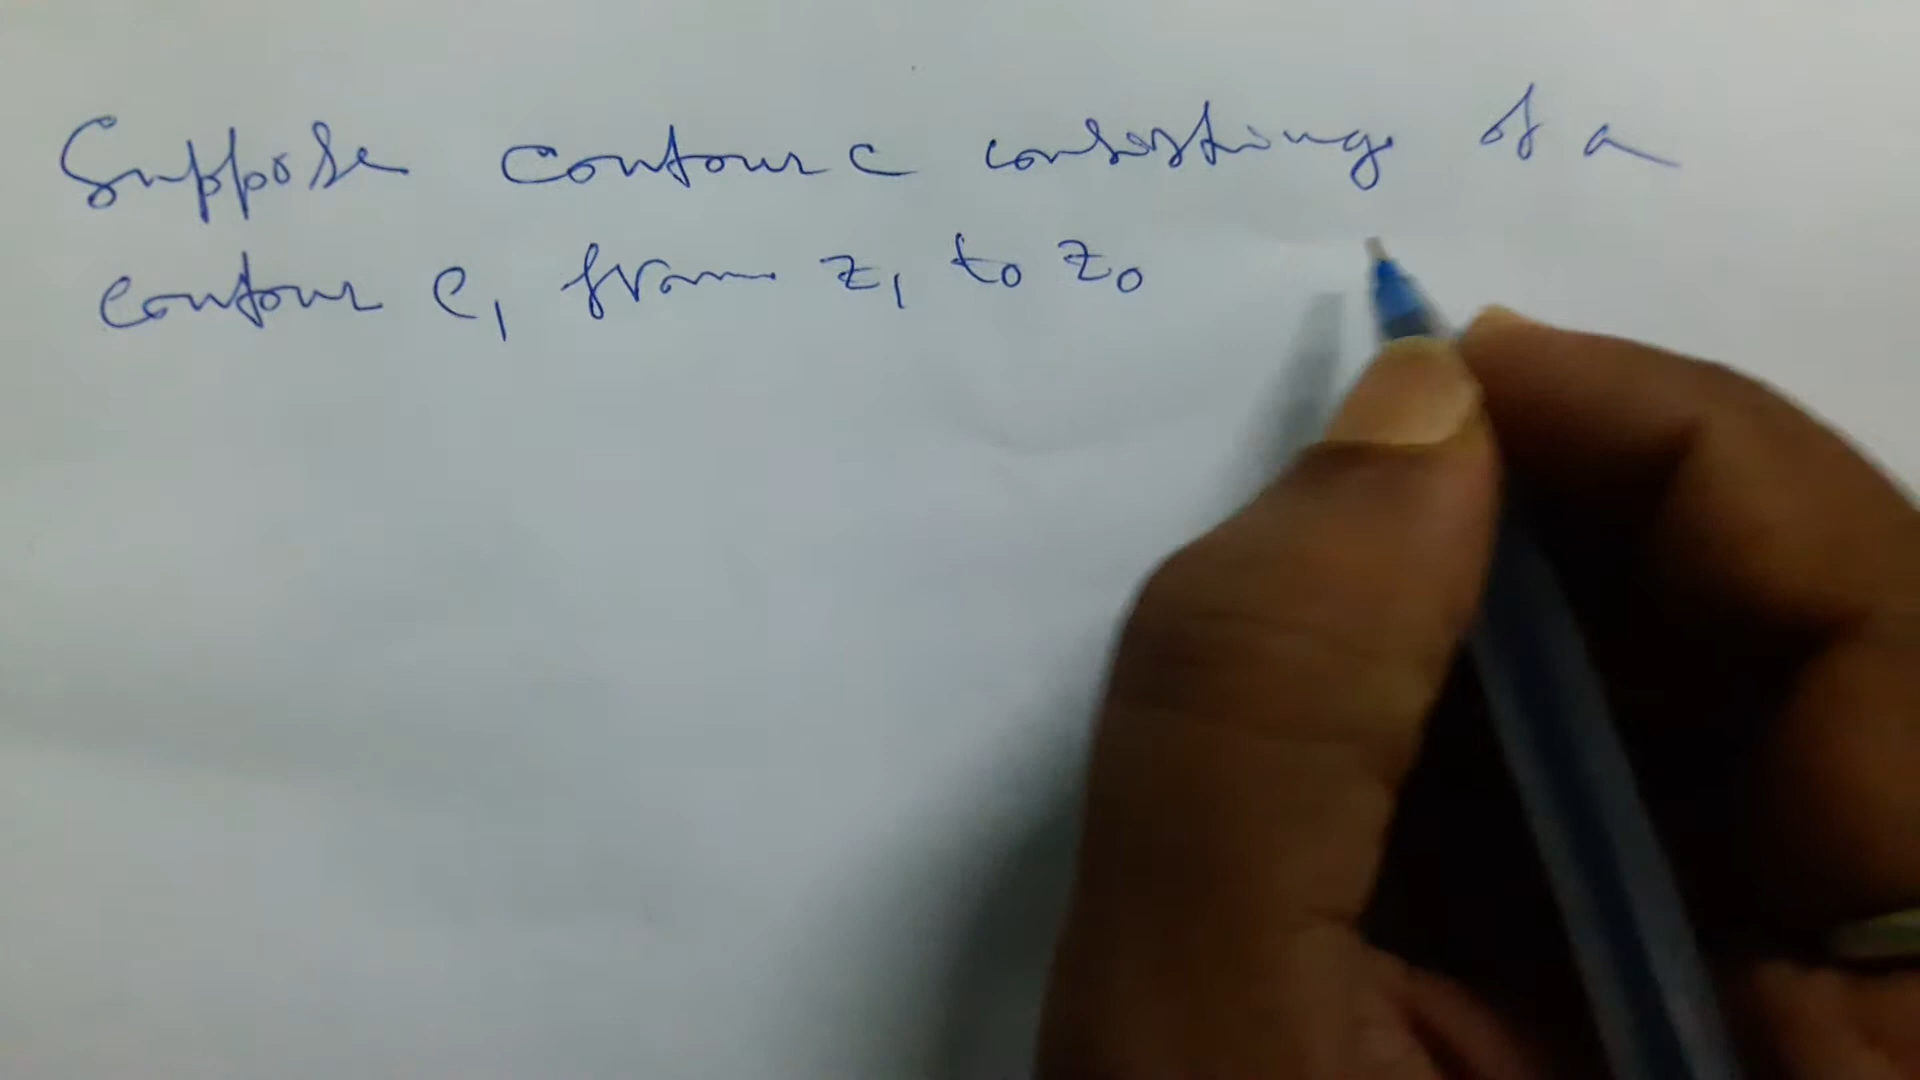 Suppose contour c consisting of a
contour c₁ from z₁ to z₀